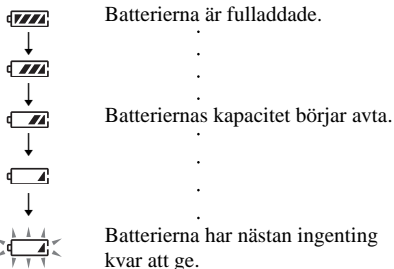 Batterierna är fulladdade.
.
.
.
.
Batteriernas kapacitet börjar avta.
.
.
.
.
Batterierna har nästan ingenting
kvar att ge.